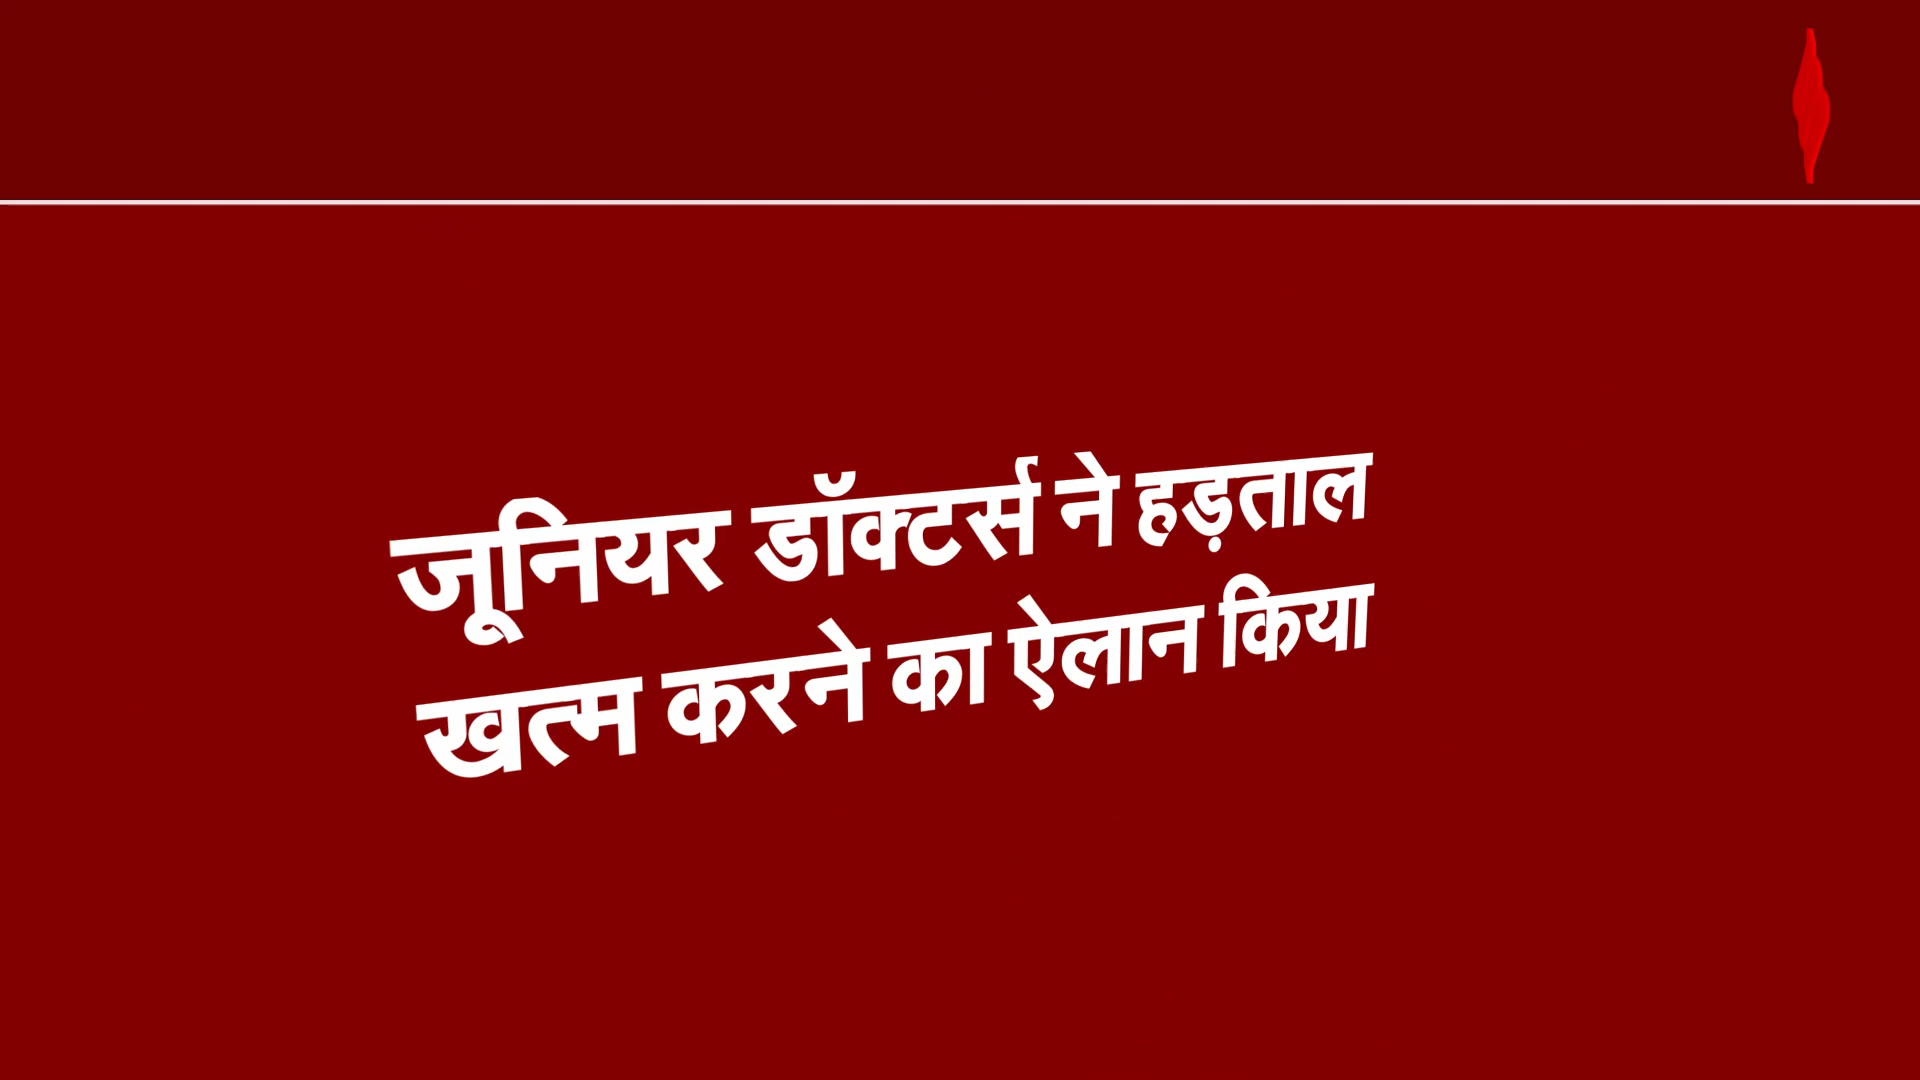 जूनियर डॉक्टर्स ने हड़ताल
खत्म करने का ऐलान किया